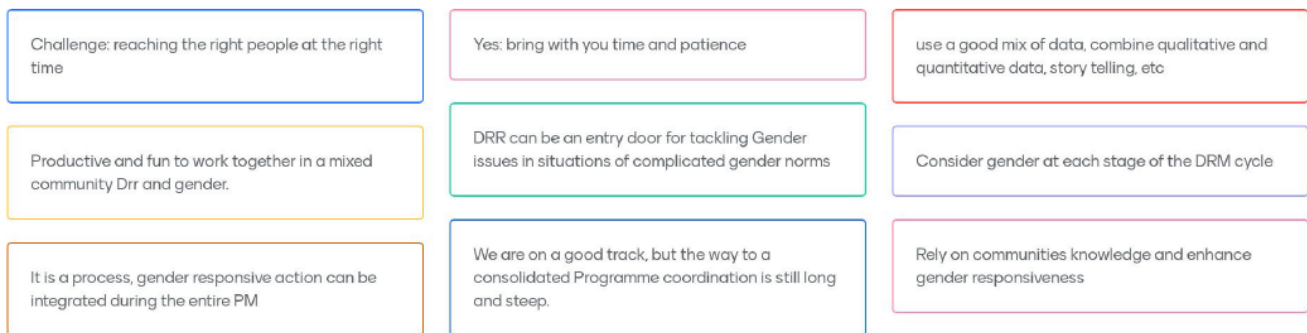 Challenge: reaching the right people at the right
time
Productive and fun to work together in a mixed
community Drr and gender.
It is a process, gender responsive action can be
integrated during the entire PM
Yes: bring with you time and patience
DRR can be an entry door for tackling Gender
issues in situations of complicated gender norms
We are on a good track, but the way to a
consolidated Programme coordination is still long
and steep.
use a good mix of data, combine qualitative and
quantitative data, story telling, etc
Consider gender at each stage of the DRM cycle
Rely on communities knowledge and enhance
gender responsiveness